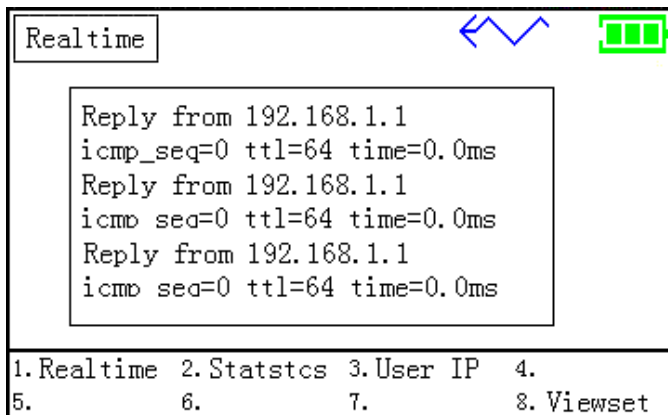 Realtime
Reply from 192.168.1.1
icmp_seq=0 ttl=64 time=0.0ms
Reply from 192.168.1.1
icmp seq=0 ttl=64 time=0.0ms
Reply from 192.168.1.1
icmp seq=0 ttl=64 time=0.0ms
1. Realtime 2. Statstcs 3. User IP 4.
5. 6. 7. 8. Viewset